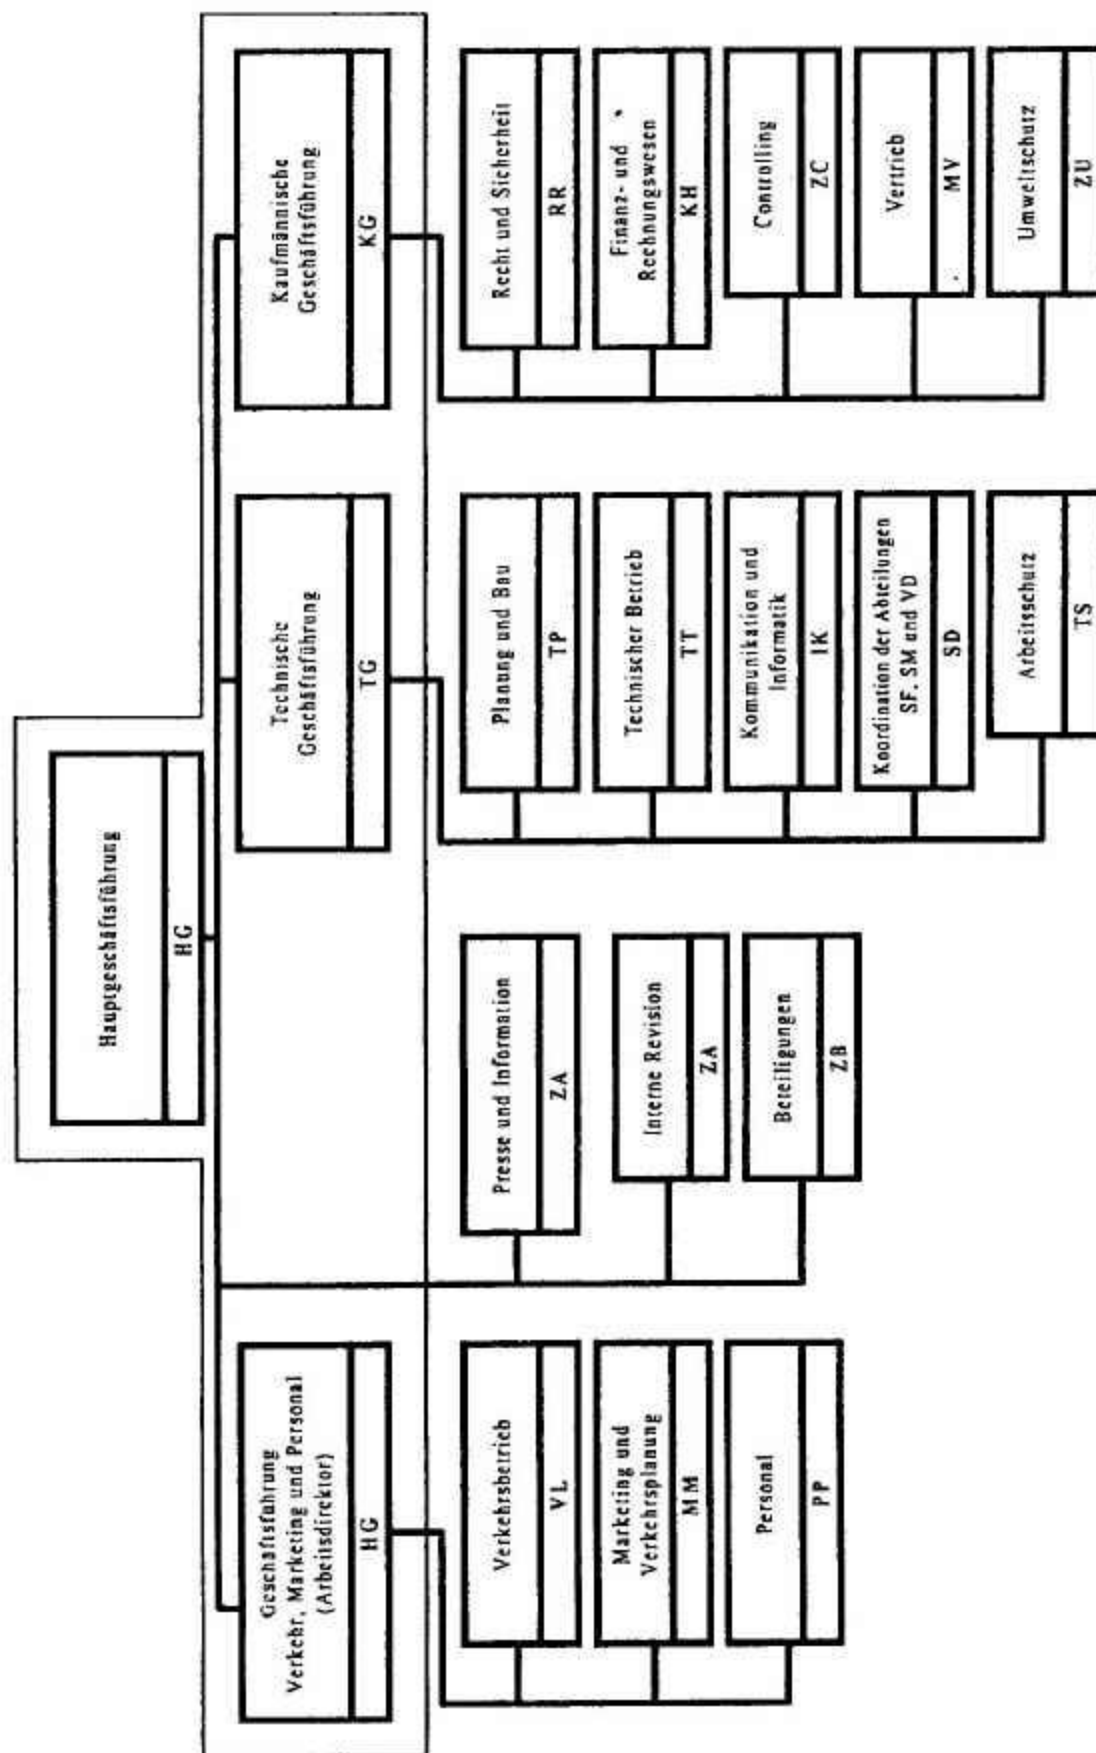 Hauptgeschäftsführung
HG
Geschäftsführung
Verkehr, Marketing und Personal
(Arbeitsdirektor)
HG
Technische
Geschäftsführung
TG
Kaufmännische
Geschäftsführung
KG
Verkehrsbetrieb
VL
Marketing und
Verkehrsplanung
MM
Personal
PP
Presse und Information
ZA
Interne Revision
ZA
Beteiligungen
ZB
Planung und Bau
TP
Technischer Betrieb
TT
Kommunikation und
Informatik
IK
Koordination der Abteilungen
SF, SM und VD
SD
Arbeitsschutz
TS
Recht und Sicherheit
RR
Finanz- und
Rechnungswesen
KH
Controlling
ZC
Vertrieb
MV
Umweltschutz
ZU